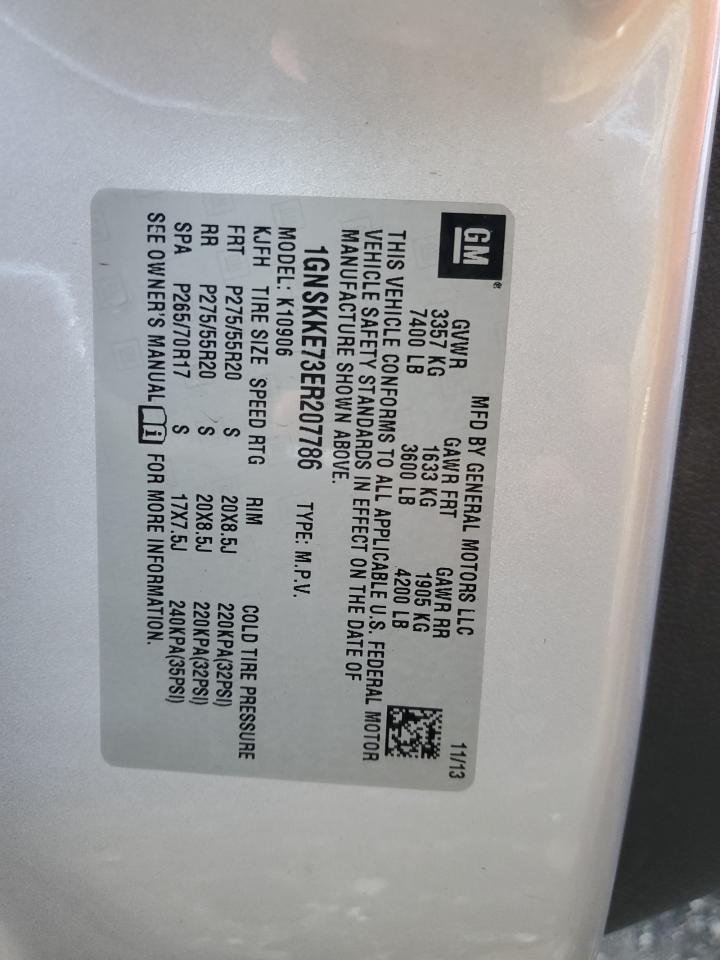 GM
MFD BY GENERAL MOTORS LLC 11/13
GVWR GAWR FRT GAWR RR
3357 KG 1633 KG 1905 KG
7400 LB 3600 LB 4200 LB
THIS VEHICLE CONFORMS TO ALL APPLICABLE U.S. FEDERAL MOTOR
VEHICLE SAFETY STANDARDS IN EFFECT ON THE DATE OF
MANUFACTURE SHOWN ABOVE.
1GNSKKE73ER207786 TYPE: M.P.V.
MODEL: K10906
KJFH TIRE SIZE SPEED RTG RIM COLD TIRE PRESSURE
FRT P275/55R20 S 20X8.5J 220KPA(32PSI)
RR P275/55R20 S 20X8.5J 220KPA(32PSI)
SPA P265/70R17 S 17X7.5J 240KPA(35PSI)
SEE OWNER'S MANUAL i FOR MORE INFORMATION.